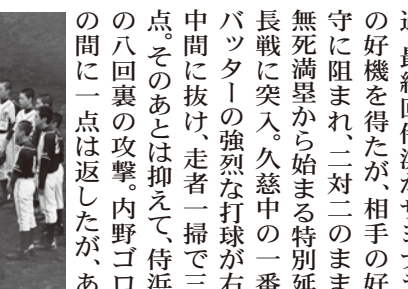 の好機を得たが、相手の好
守に阻まれ、二対二のまま
無死満塁から始まる特別延
長戦に突入。久慈中の一番
バッターの強烈な打球が右
中間に抜け、走者一掃で三
点。そのあとは抑えて、侍浜
の八回裏の攻撃。内野ゴロ
の間に一点は返したが、あ